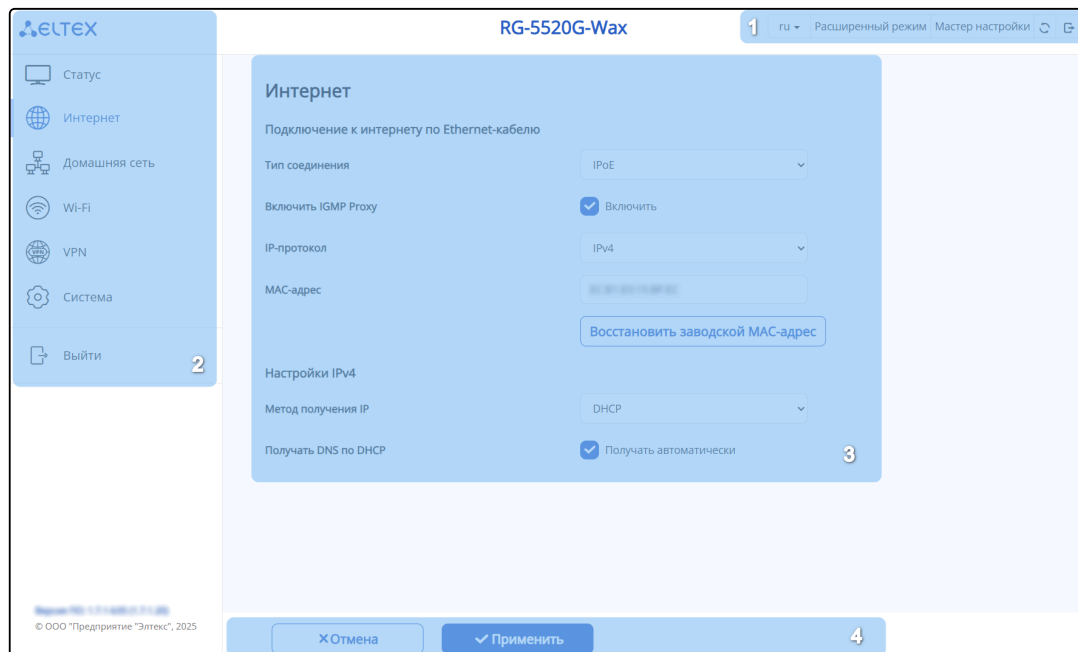 ELTEX
RG-5520G-Wax
1 ru Расширенный режим Мастер настройки
Статус
Интернет
Домашняя сеть
Wi-Fi
VPN VPN
Система
Выйти
2
Интернет
Подключение к интернету по Ethernet-кабелю
Тип соединения IPoE
Включить IGMP Proxy Включить
IP-протокол IPv4
MAC-адрес
Восстановить заводской MAC-адрес
Настройки IPv4
Метод получения IP DHCP
Получать DNS по DHCP Получать автоматически
3
© ООО "Предприятие "Элтекс", 2025
Отмена Применить 4